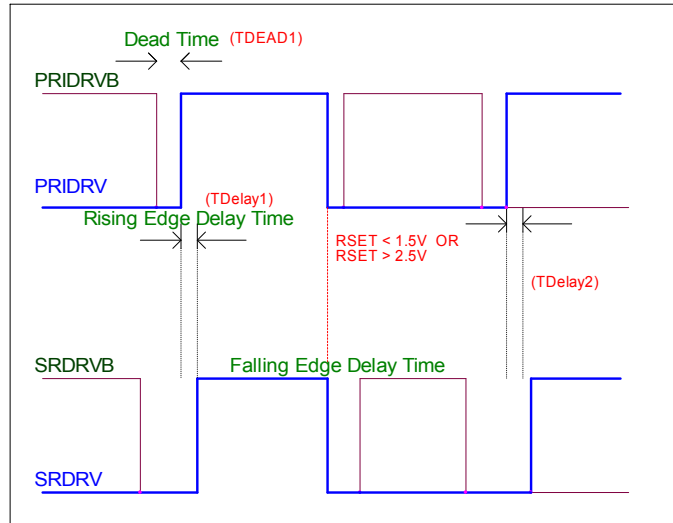 Dead Time (TDEAD1)
PRIDRVB
PRIDRV
(TDelay1)
Rising Edge Delay Time
RSET < 1.5V OR
RSET > 2.5V
(TDelay2)
SRDRVB
Falling Edge Delay Time
SRDRV